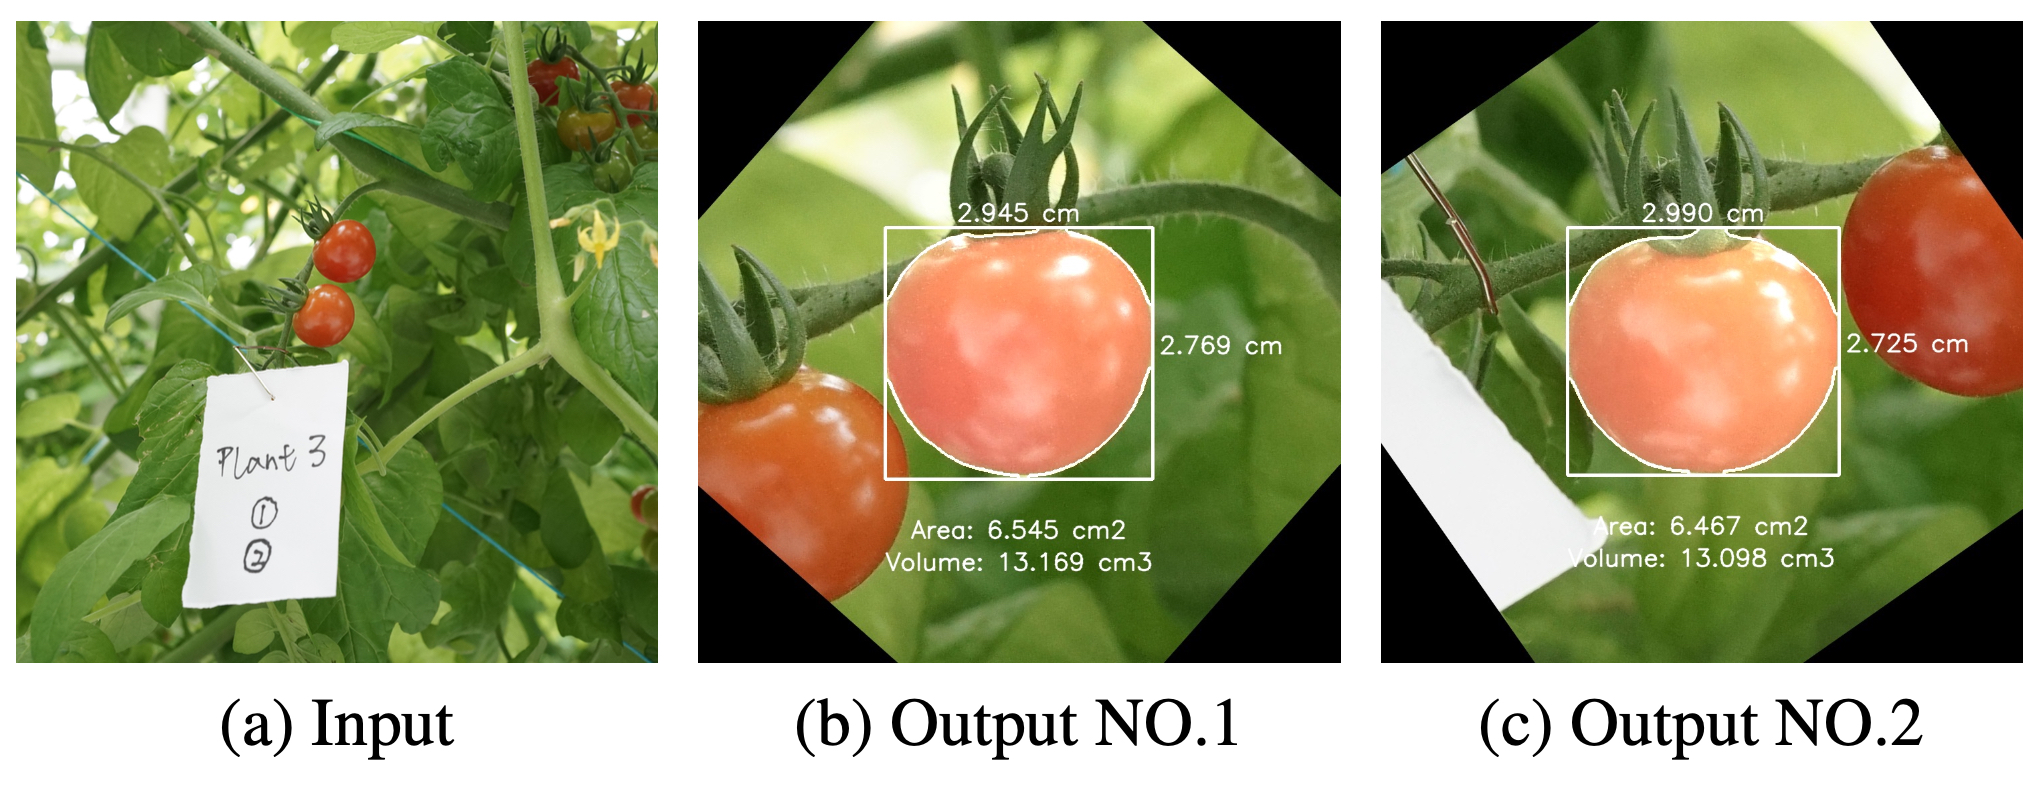 Plant 3
①
②
2.945 cm
2.769 cm
Area: 6.545 cm2
Volume: 13.169 cm3
2.990 cm
2.725 cm
Area: 6.467 cm2
Volume: 13.098 cm3
(a) Input
(b) Output NO.1
(c) Output NO.2